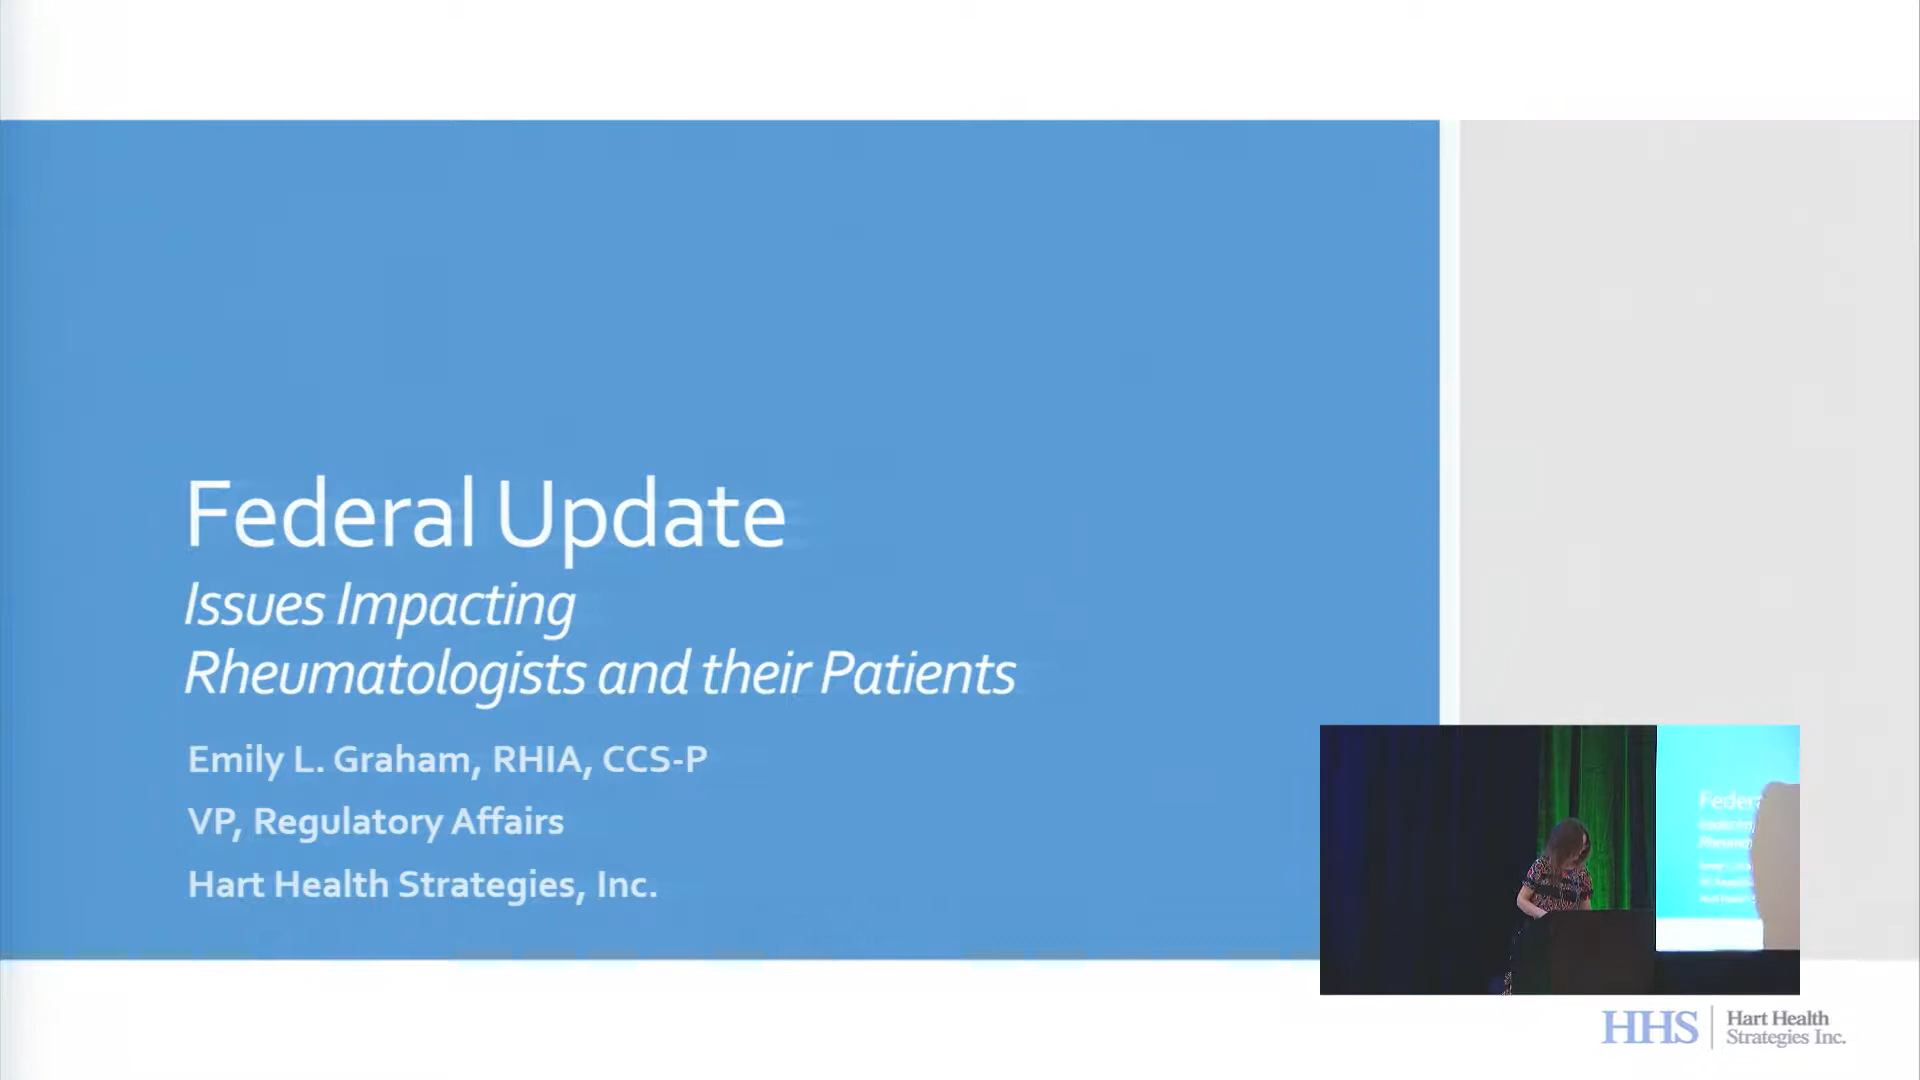 Federal Update
Issues Impacting
Rheumatologists and their Patients
Emily L. Graham, RHIA, CCS-P
VP, Regulatory Affairs
Hart Health Strategies, Inc.
HHS
Hart Health
Strategies Inc.